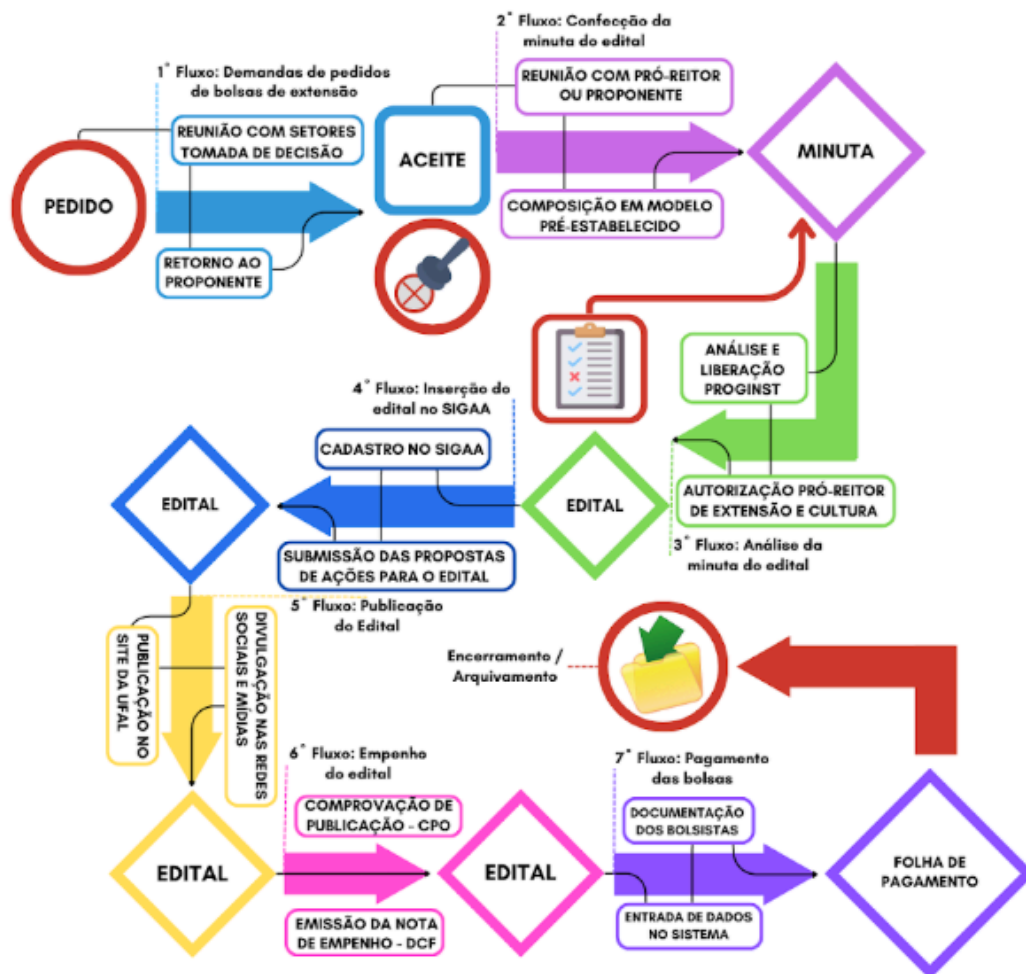 1° Fluxo: Demandas de pedidos
de bolsas de extensão
PEDIDO
REUNIÃO COM SETORES
TOMADA DE DECISÃO
RETORNO AO
PROPONENTE
ACEITE
2° Fluxo: Confecção da
minuta do edital
REUNIÃO COM PRÓ-REITOR
OU PROPONENTE
COMPOSIÇÃO EM MODELO
PRÉ-ESTABELECIDO
MINUTA
ANÁLISE E
LIBERAÇÃO
PROGINST
AUTORIZAÇÃO PRÓ-REITOR
DE EXTENSÃO E CULTURA
3° Fluxo: Análise da
minuta do edital
EDITAL
4° Fluxo: Inserção do
edital no SIGAA
CADASTRO NO SIGAA
SUBMISSÃO DAS PROPOSTAS
DE AÇÕES PARA O EDITAL
EDITAL
5° Fluxo: Publicação
do Edital
PUBLICAÇÃO NO
SITE DA UFAL
DIVULGAÇÃO NAS REDES
SOCIAIS E MÍDIAS
EDITAL
6° Fluxo: Empenho
do edital
COMPROVAÇÃO DE
PUBLICAÇÃO - CPO
EMISSÃO DA NOTA
DE EMPENHO - DCF
EDITAL
7° Fluxo: Pagamento
das bolsas
DOCUMENTAÇÃO
DOS BOLSISTAS
ENTRADA DE DADOS
NO SISTEMA
FOLHA DE
PAGAMENTO
Encerramento /
Arquivamento